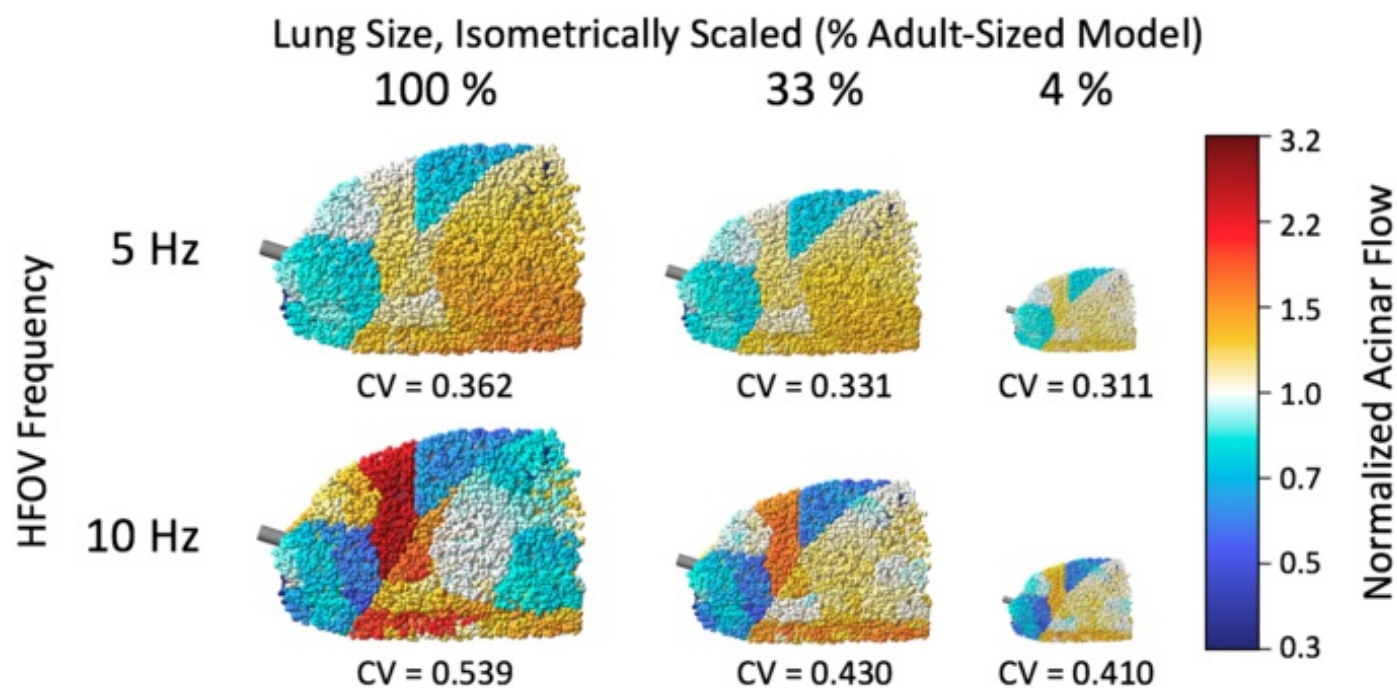 Lung Size, Isometrically Scaled (% Adult-Sized Model)
100 %
33 %
4 %
HFOV Frequency
5 Hz
CV = 0.362
CV = 0.331
CV = 0.311
10 Hz
CV = 0.539
CV = 0.430
CV = 0.410
3.2
2.2
1.5
1.0
0.7
0.5
0.3
Normalized Acinar Flow